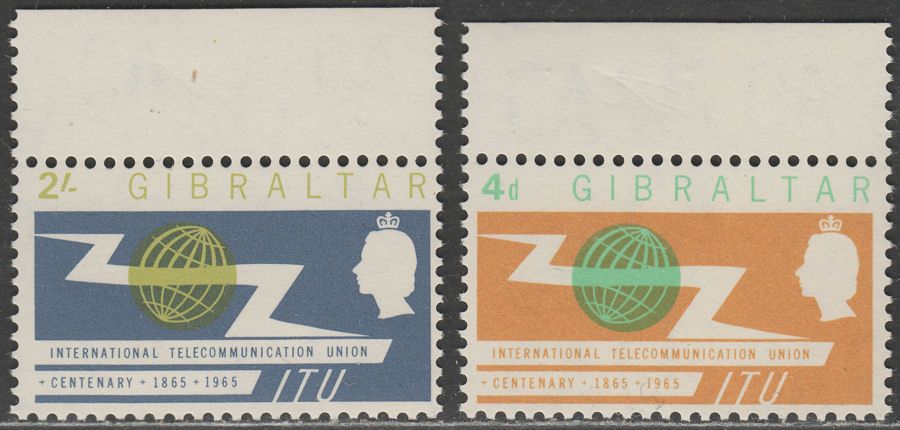 2/- GIBRALTAR
INTERNATIONAL TELECOMMUNICATION UNION
+ CENTENARY + 1865 + 1965
ITU
4d GIBRALTAR
INTERNATIONAL TELECOMMUNICATION UNION
+ CENTENARY + 1865 + 1965
ITU